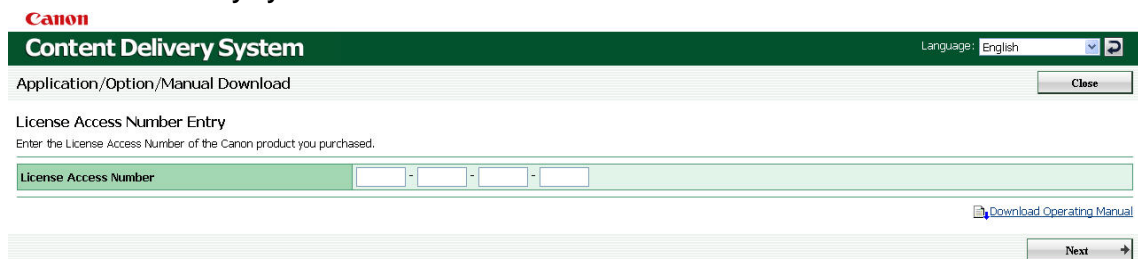 Canon
Content Delivery System
Language: English
Application/Option/Manual Download
Close
License Access Number Entry
Enter the License Access Number of the Canon product you purchased.
License Access Number - - -
Download Operating Manual
Next